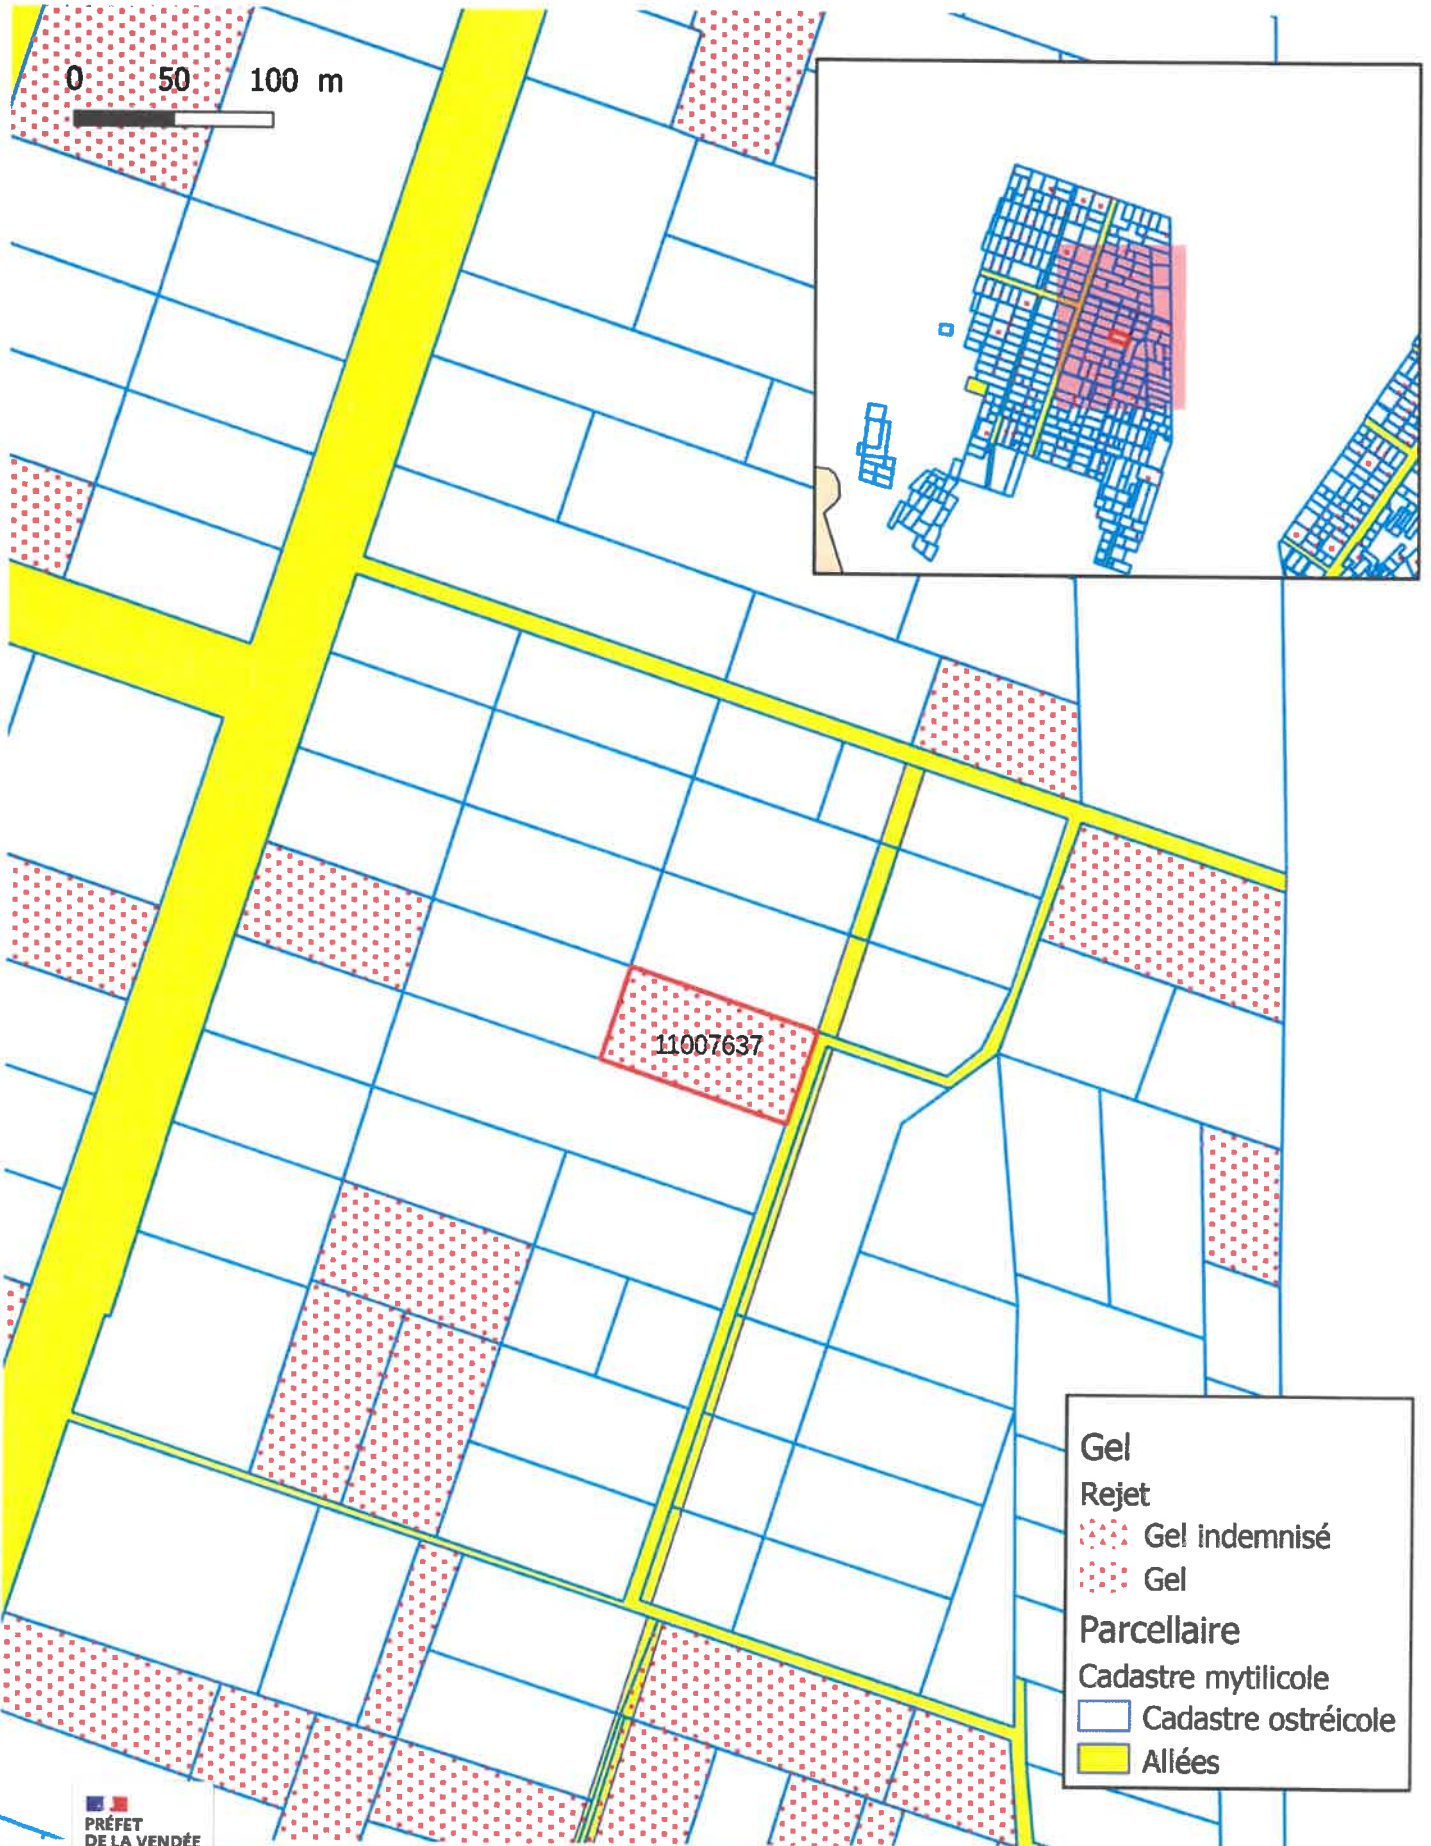 0 50 100 m
11007637
Gel
Rejet
Gel indemnisé
Gel
Parcellaire
Cadastre mytilicole
Cadastre ostréicole
Allées
PRÉFET
DE LA VENDÉE